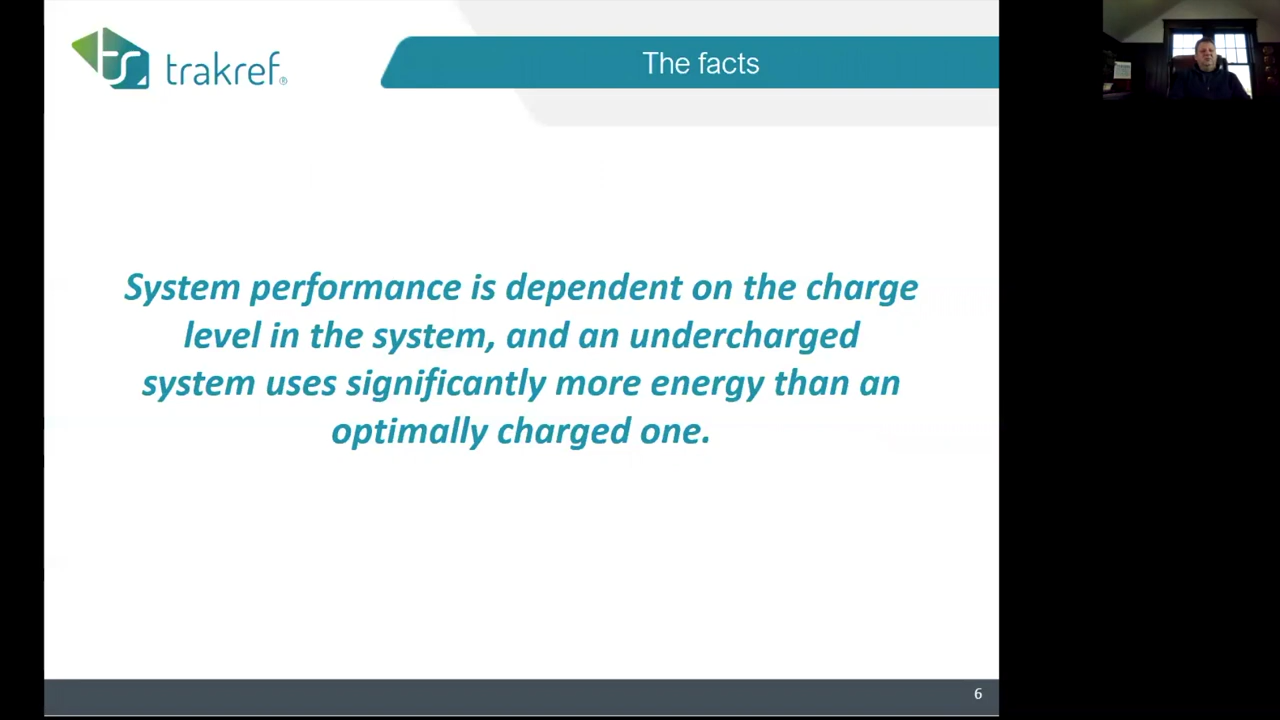 ts trakref®
The facts
System performance is dependent on the charge
level in the system, and an undercharged
system uses significantly more energy than an
optimally charged one.
6